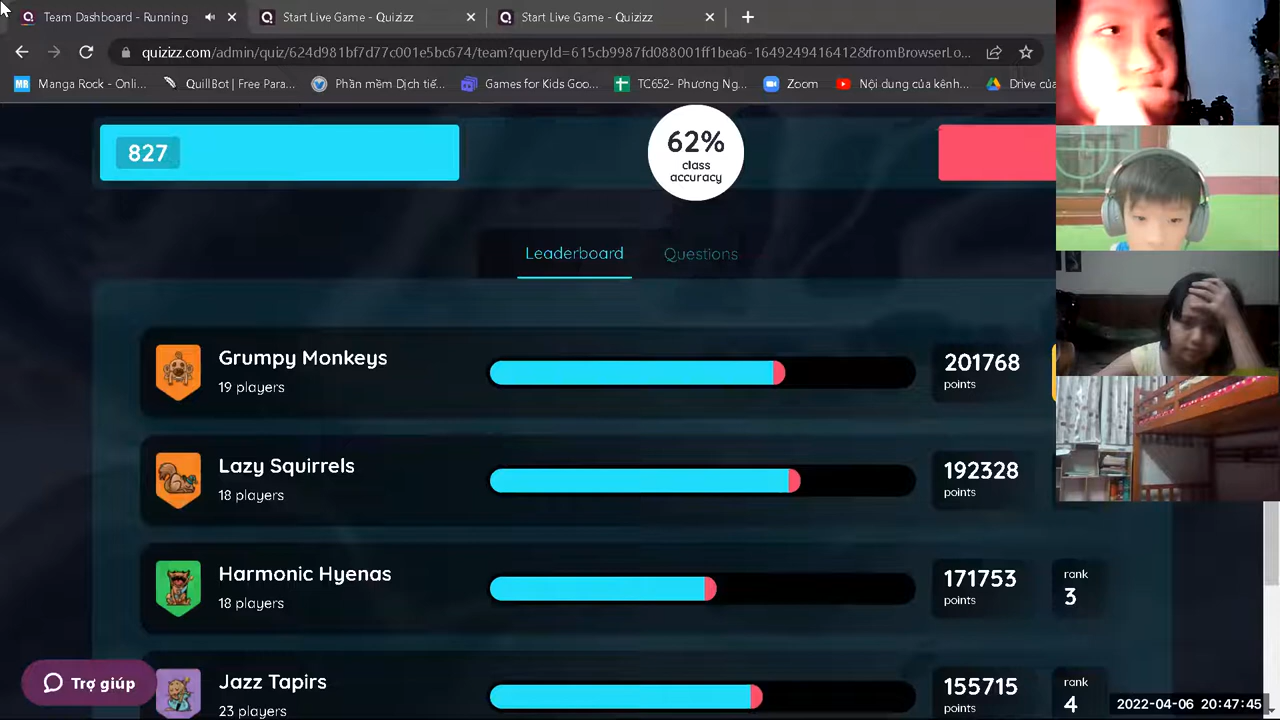 Team Dashboard - Running
Start Live Game - Quizizz
Start Live Game - Quizizz
quizizz.com/admin/quiz/624d981bf7d77c001e5bc674/team?queryId=615cb9987fd088001ff1bea6-1649249416412&fromBrowserLo...
MR Manga Rock - Onli...
QuillBot | Free Para...
Phần mềm Dịch tiế...
Games for Kids Goo...
TC652- Phương Ng...
Zoom
Nội dung của kênh...
Drive của
827
62%
class
accuracy
Leaderboard
Questions
Grumpy Monkeys
19 players
201768
points
Lazy Squirrels
18 players
192328
points
Harmonic Hyenas
18 players
171753
points
rank
3
Jazz Tapirs
23 players
155715
points
rank
4
Trợ giúp
2022-04-06 20:47:45